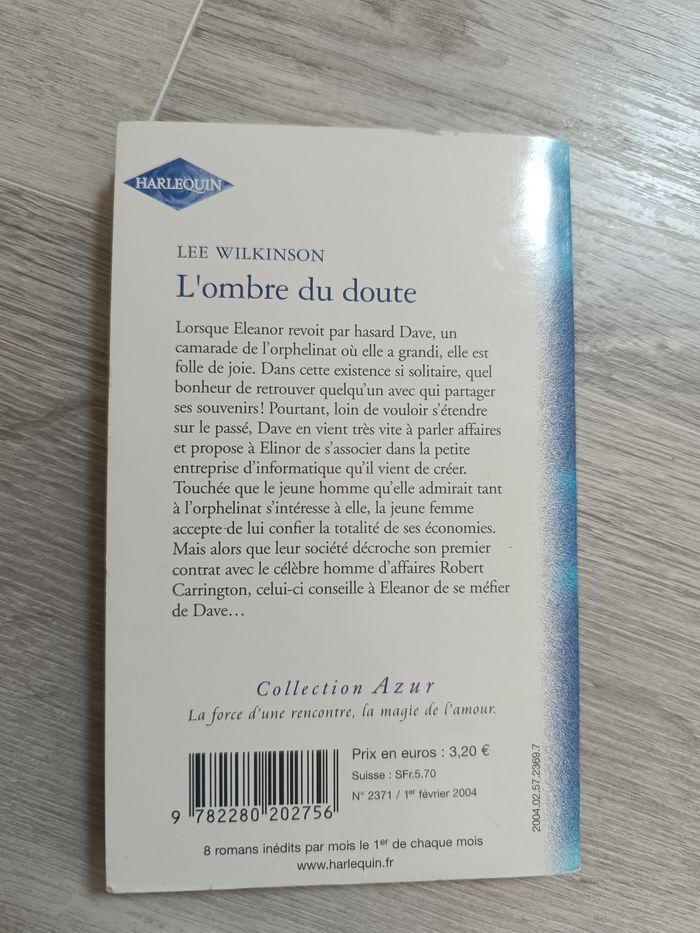 HARLEQUIN
LEE WILKINSON
L'ombre du doute
Lorsque Eleanor revoit par hasard Dave, un
camarade de l'orphelinat où elle a grandi, elle est
folle de joie. Dans cette existence si solitaire, quel
bonheur de retrouver quelqu'un avec qui partager
ses souvenirs! Pourtant, loin de vouloir s'étendre
sur le passé, Dave en vient très vite à parler affaires
et propose à Elinor de s'associer dans la petite
entreprise d'informatique qu'il vient de créer.
Touchée que le jeune homme qu'elle admirait tant
à l'orphelinat s'intéresse à elle, la jeune femme
accepte de lui confier la totalité de ses économies.
Mais alors que leur société décroche son premier
contrat avec le célèbre homme d'affaires Robert
Carrington, celui-ci conseille à Eleanor de se méfier
de Dave…
Collection Azur
La force d'une rencontre, la magie de l'amour.
Prix en euros : 3,20 €
Suisse : SFr.5.70
N° 2371 / 1er février 2004
9 782280 202756
2004.02.57.2369.7
8 romans inédits par mois le 1er de chaque mois
www.harlequin.fr